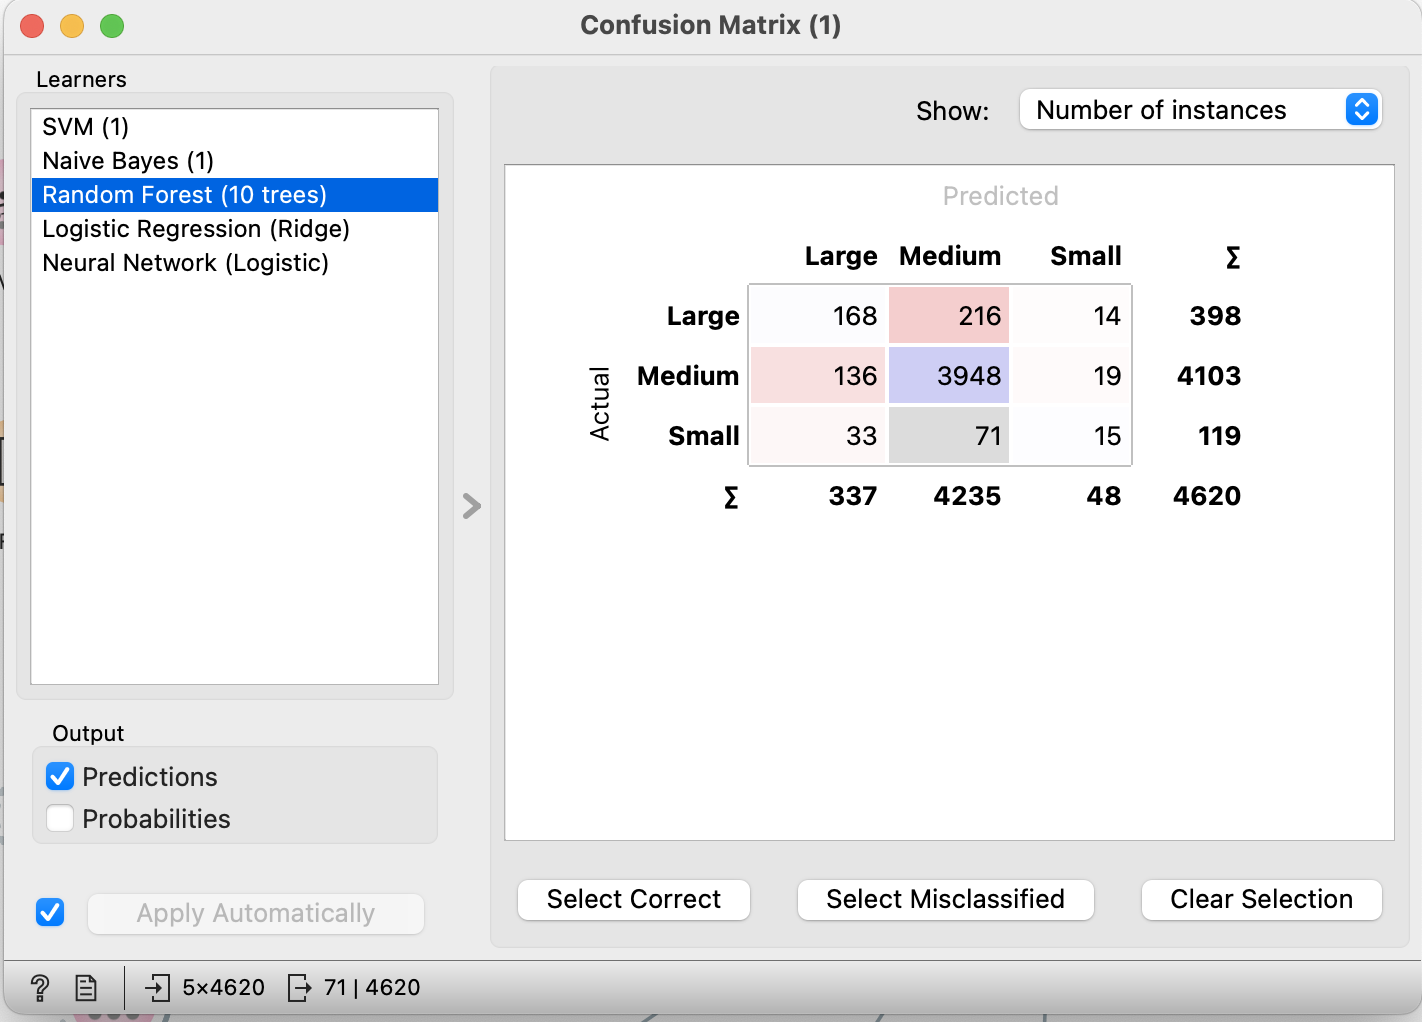 Confusion Matrix (1)
Learners
SVM (1)
Naive Bayes (1)
Random Forest (10 trees)
Logistic Regression (Ridge)
Neural Network (Logistic)
Output
Predictions
Probabilities
Apply Automatically
Show: Number of instances
Predicted
Large Medium Small Σ
Actual
Large 168 216 14 398
Medium 136 3948 19 4103
Small 33 71 15 119
Σ 337 4235 48 4620
Select Correct Select Misclassified Clear Selection
? 5×4620 71 | 4620